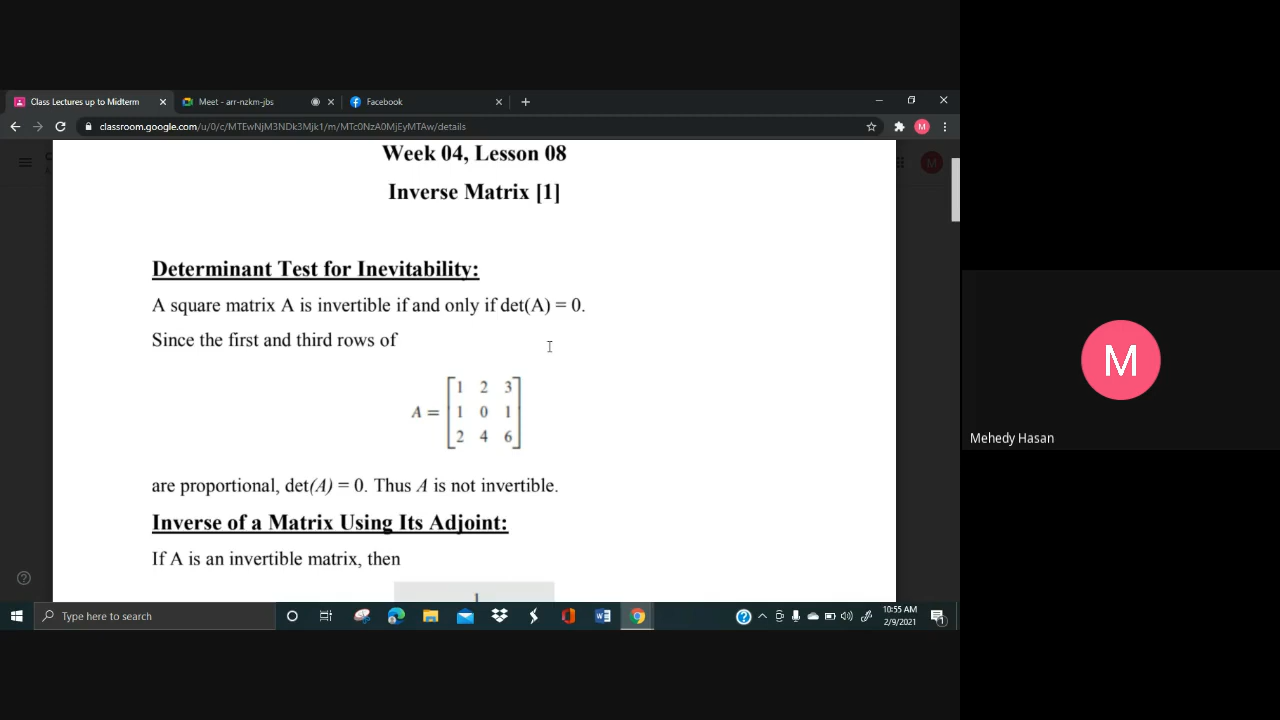 Class Lectures up to Midterm
Meet - arr-nzkm-jbs
Facebook
classroom.google.com/u/0/c/MTEwNjM3NDk3Mjk1/m/MTc0NzA0MjEyMTAw/details
M
M
Week 04, Lesson 08
Inverse Matrix [1]
Determinant Test for Inevitability:
A square matrix A is invertible if and only if det(A) = 0.
Since the first and third rows of
1 2 3
A = 1 0 1
2 4 6
are proportional, det(A) = 0. Thus A is not invertible.
Inverse of a Matrix Using Its Adjoint:
If A is an invertible matrix, then
1
M
Mehedy Hasan
Type here to search
10:55 AM
2/9/2021
1